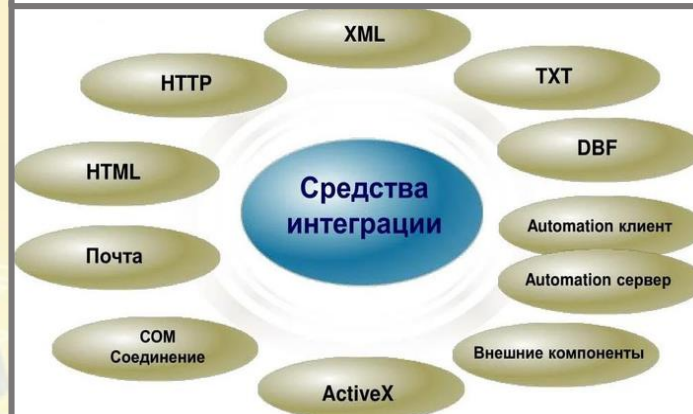 XML
HTTP
TXT
DBF
HTML
Средства
интеграции
Automation клиент
Почта
Automation сервер
COM
Соединение
Внешние компоненты
ActiveX